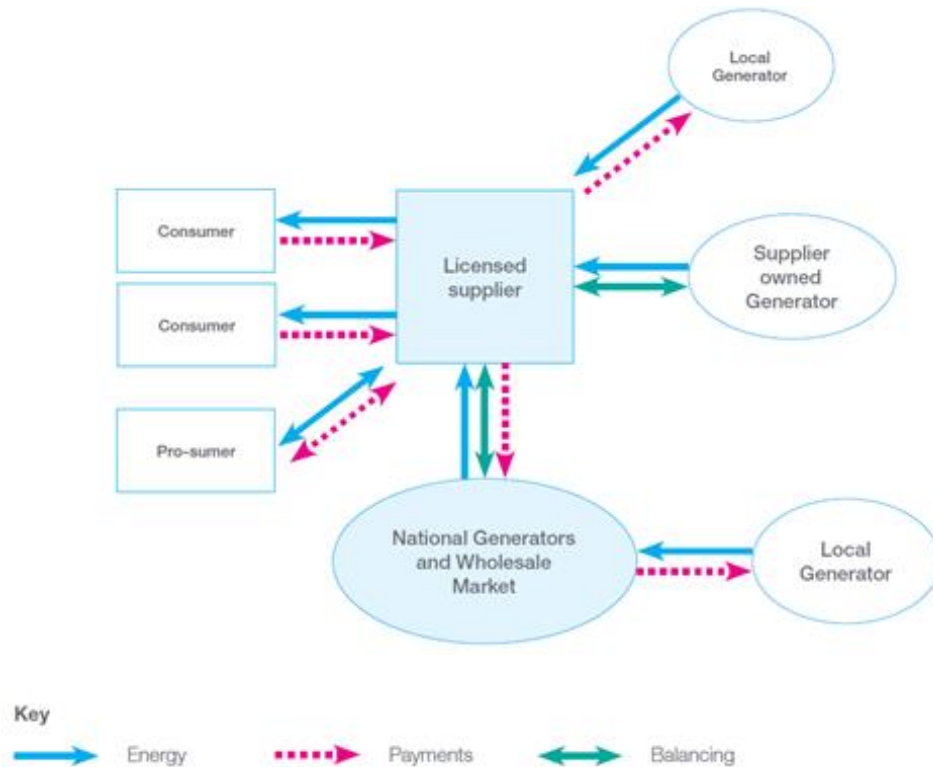 Local
Generator
Consumer
Licensed
supplier
Supplier
owned
Generator
Consumer
Pro-sumer
National Generators
and Wholesale
Market
Local
Generator
Key
Energy
Payments
Balancing